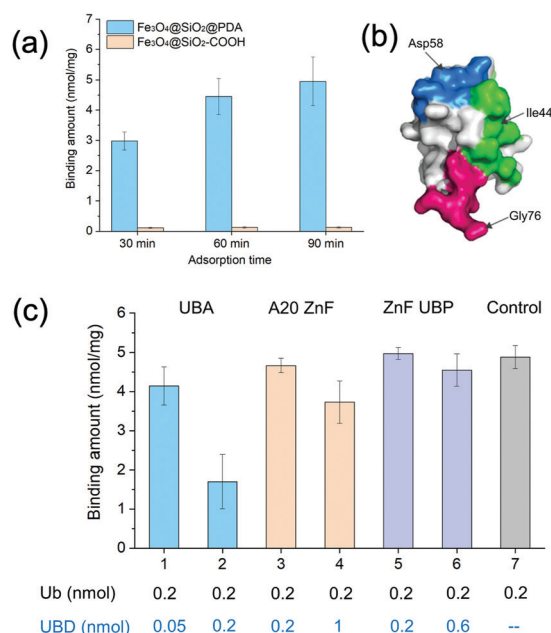 (a)
Fe₃O₄@SiO₂@PDA
Fe₃O₄@SiO₂-COOH
Binding amount (nmol/mg)
7
6
5
4
3
2
1
0
30 min 60 min 90 min
Adsorption time
(b)
Asp58
Ile44
Gly76
(c)
UBA A20 ZnF ZnF UBP Control
Binding amount (nmol/mg)
6
5
4
3
2
1
0
1 2 3 4 5 6 7
Ub (nmol) 0.2 0.2 0.2 0.2 0.2 0.2 0.2
UBD (nmol) 0.05 0.2 0.2 1 0.2 0.6 --